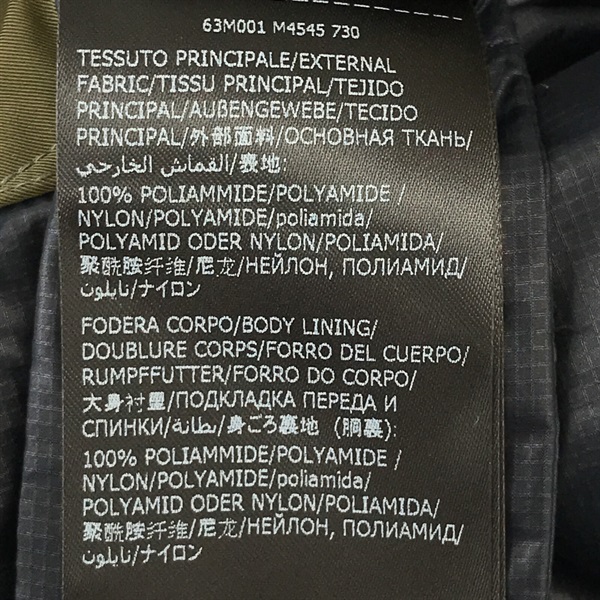 63M001 M4545 730
TESSUTO PRINCIPALE/EXTERNAL
FABRIC/TISSU PRINCIPAL/TEJIDO
PRINCIPAL/AUßENGEWEBE/TECIDO
PRINCIPAL/外部面料/ОСНОВНАЯ ТКАНЬ/
القماش الخارجي/表地:
100% POLIAMMIDE/POLYAMIDE /
NYLON/POLYAMIDE/poliamida/
POLYAMID ODER NYLON/POLIAMIDA/
聚酰胺纤维/尼龙/НЕЙЛОН, ПОЛИАМИД/
نايلون/ナイロン
FODERA CORPO/BODY LINING/
DOUBLURE CORPS/FORRO DEL CUERPO/
RUMPFFUTTER/FORRO DO CORPO/
大身衬里/ПОДКЛАДКА ПЕРЕДА И
СПИНКИ/بطانة/身ごろ裏地 (胴裏):
100% POLIAMMIDE/POLYAMIDE /
NYLON/POLYAMIDE/poliamida/
POLYAMID ODER NYLON/POLIAMIDA/
聚酰胺纤维/尼龙/НЕЙЛОН, ПОЛИАМИД/
نايلون/ナイロン